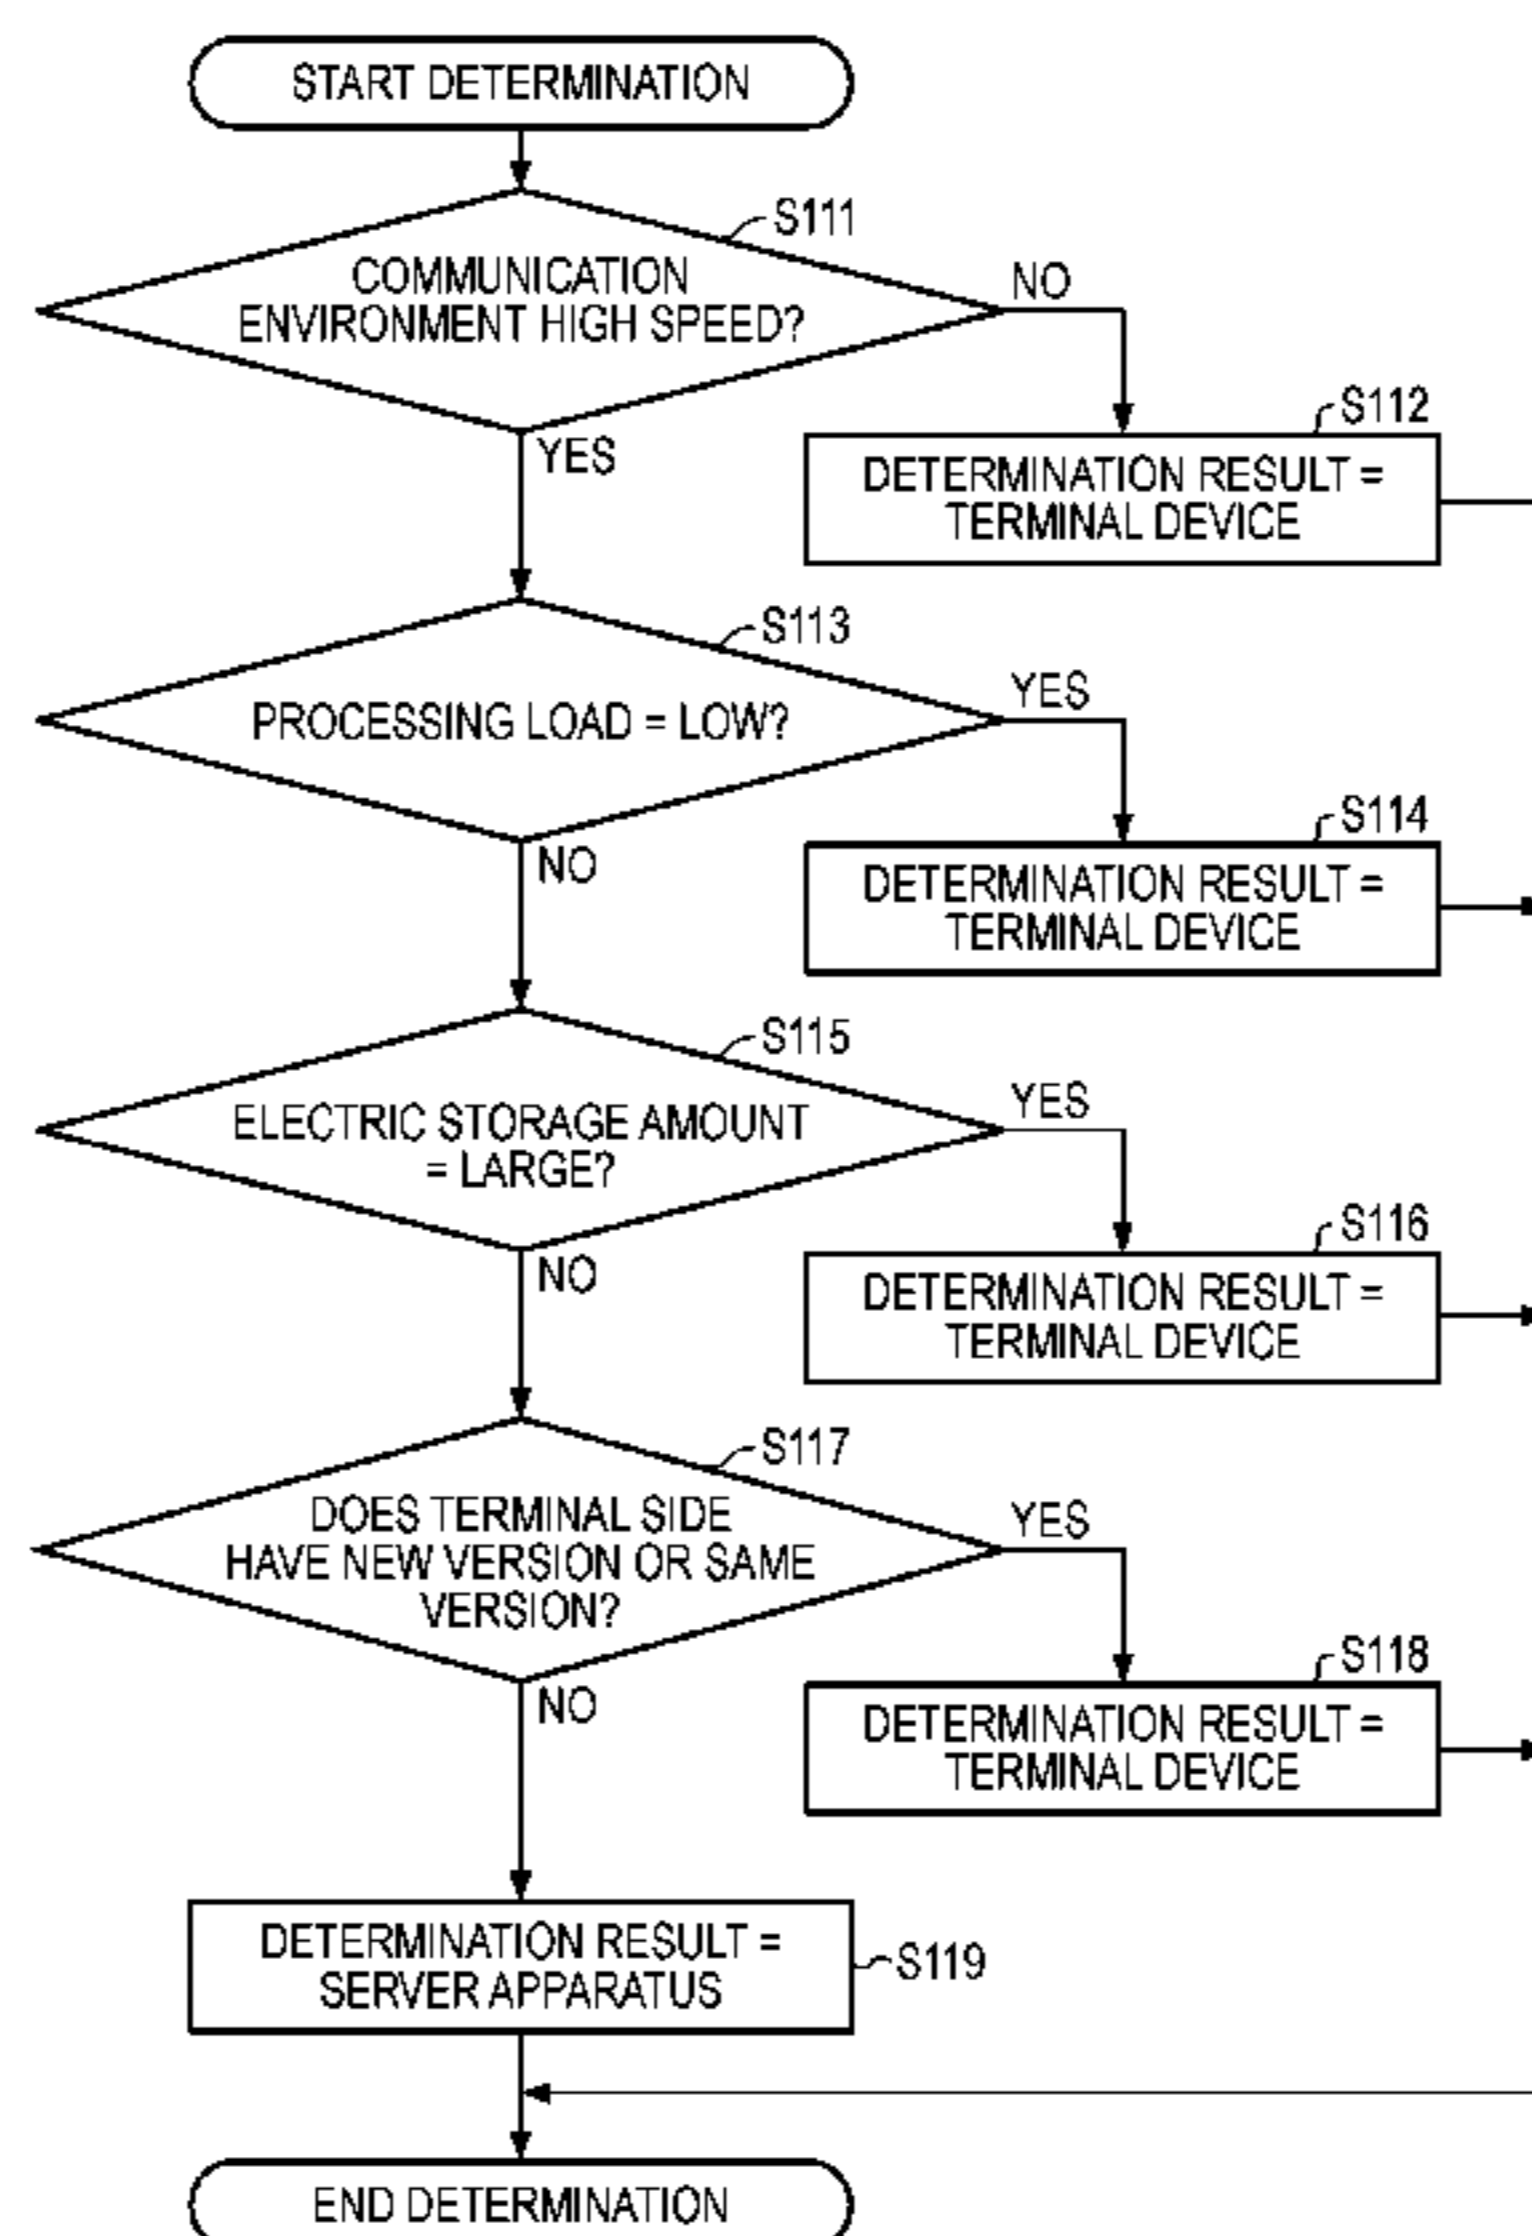 START DETERMINATION
S111
COMMUNICATION
ENVIRONMENT HIGH SPEED?
NO
YES
S112
DETERMINATION RESULT =
TERMINAL DEVICE
S113
PROCESSING LOAD = LOW?
YES
NO
S114
DETERMINATION RESULT =
TERMINAL DEVICE
S115
ELECTRIC STORAGE AMOUNT
= LARGE?
YES
NO
S116
DETERMINATION RESULT =
TERMINAL DEVICE
S117
DOES TERMINAL SIDE
HAVE NEW VERSION OR SAME
VERSION?
YES
NO
S118
DETERMINATION RESULT =
TERMINAL DEVICE
DETERMINATION RESULT =
SERVER APPARATUS
S119
END DETERMINATION